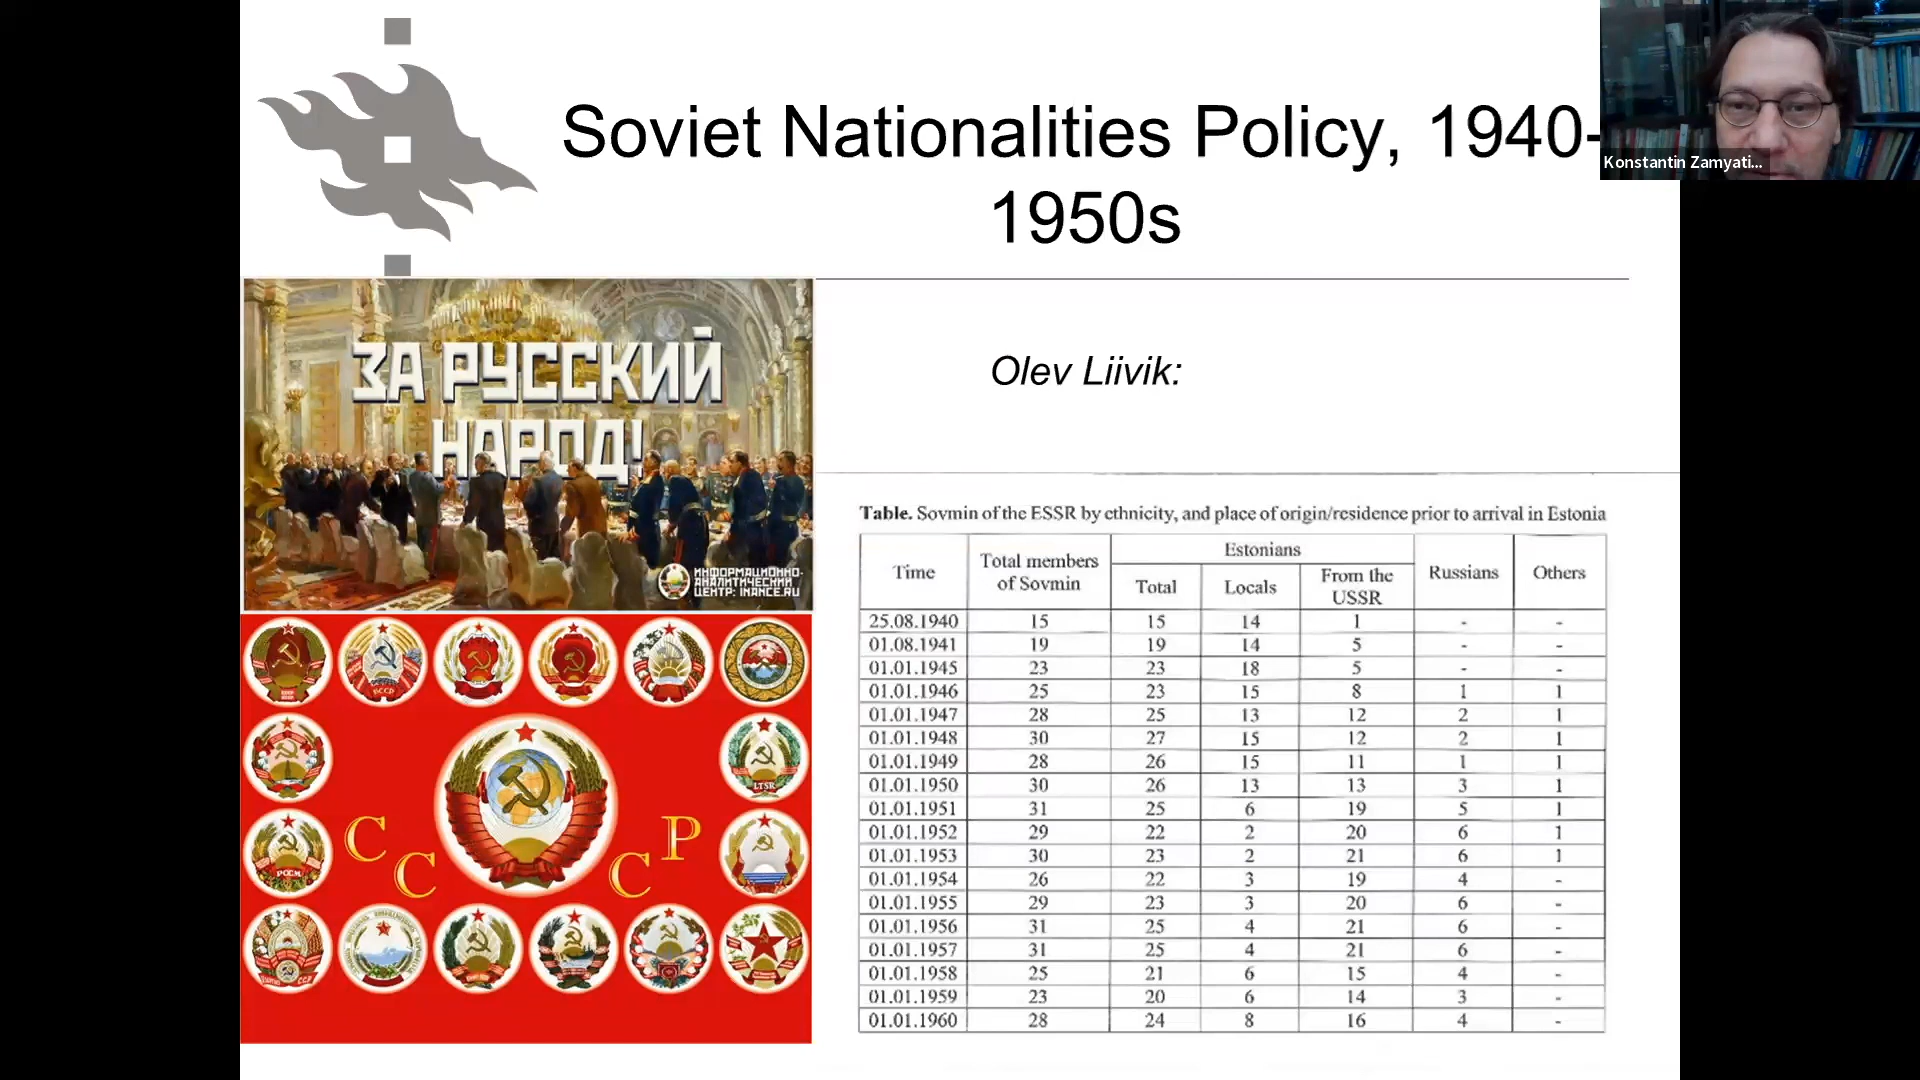 Soviet Nationalities Policy, 1940-
1950s
Konstantin Zamyati...
ЗА РУССКИЙ
НАРОД!
ИНФОРМАЦИОННО-
АНАЛИТИЧЕСКИЙ
ЦЕНТР: INANCE.RU
Olev Liivik:
Table. Sovmin of the ESSR by ethnicity, and place of origin/residence prior to arrival in Estonia
Time Total members of Sovmin Estonians Russians Others
Total Locals From the USSR
25.08.1940 15 15 14 1 - -
01.08.1941 19 19 14 5 - -
01.01.1945 23 23 18 5 - -
01.01.1946 25 23 15 8 1 1
01.01.1947 28 25 13 12 2 1
01.01.1948 30 27 15 12 2 1
01.01.1949 28 26 15 11 1 1
01.01.1950 30 26 13 13 3 1
01.01.1951 31 25 6 19 5 1
01.01.1952 29 22 2 20 6 1
01.01.1953 30 23 2 21 6 1
01.01.1954 26 22 3 19 4 -
01.01.1955 29 23 3 20 6 -
01.01.1956 31 25 4 21 6 -
01.01.1957 31 25 4 21 6 -
01.01.1958 25 21 6 15 4 -
01.01.1959 23 20 6 14 3 -
01.01.1960 28 24 8 16 4 -
БССР
LTSR
С С С Р
РССМ
ССР